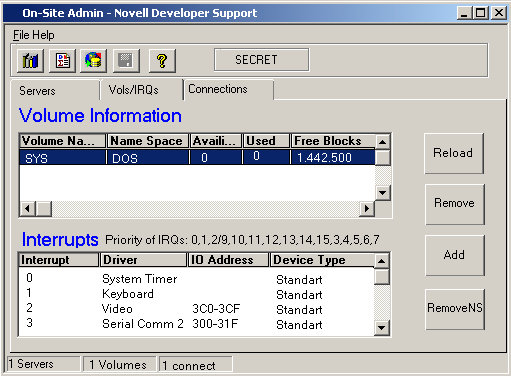 On-Site Admin - Novell Developer Support
File Help
? SECRET
Servers Vols/IRQs Connections
Volume Information
Volume Na... Name Space Availi... Used Free Blocks
SYS DOS 0 0 1.442.500
Reload
Remove
Interrupts Priority of IRQs: 0,1,2/9,10,11,12,13,14,15,3,4,5,6,7
Add
Interrupt Driver IO Address Device Type
0 System Timer Standart
1 Keyboard Standart
2 Video 3C0-3CF Standart
3 Serial Comm 2 300-31F Standart
RemoveNS
1 Servers 1 Volumes 1 connect